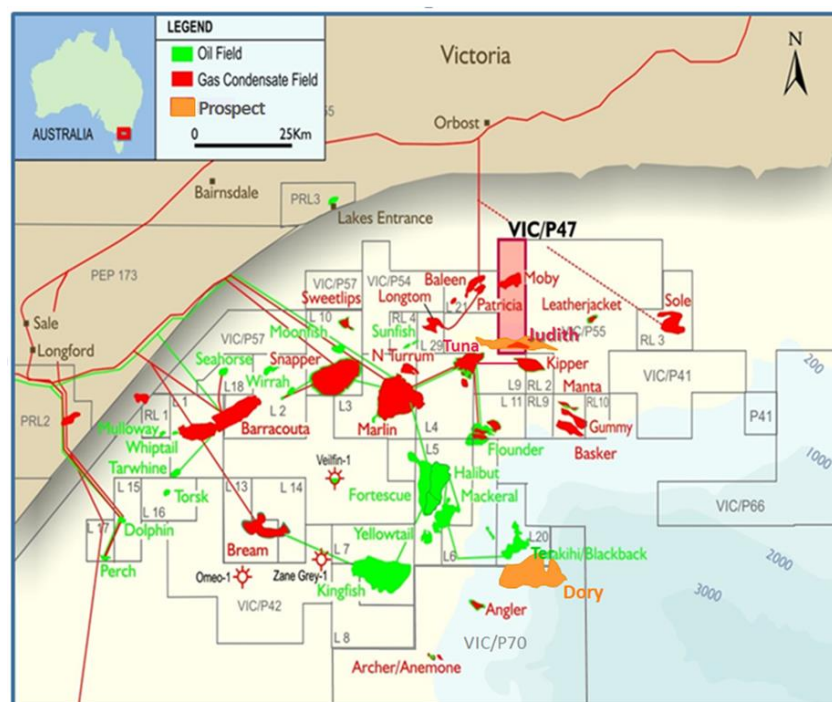 LEGEND
Oil Field
Gas Condensate Field
Prospect
0 25Km
AUSTRALIA
Victoria
N
Orbost
Bairnsdale
PRL3
Lakes Entrance
VIC/P47
PEP 173
VIC/P57
VIC/P54
Baleen
Moby
Sweetlips
Longtom
L 21
Patricia
Leatherjacket
Sole
Sale
L 10
RL 4
VIC/P55
Moonfish
Sunfish
L 29
Judith
RL 3
Longford
VIC/P57
Tuna
Seahorse
Snapper
N Turrum
Kipper
200
Wirrah
VIC/P41
L18
L9
RL 2
Manta
PRL2
RL 1
L 1
L 2
L3
L 11
RL9
RL10
P41
Mulloway
Barracouta
Marlin
L4
Gummy
Whiptail
Flounder
Basker
1000
Tarwhine
Veilfin-1
L5
Halibut
L 15
L 13
L 14
Fortescue
Mackeral
VIC/P66
Torsk
L 16
L 17
Dolphin
Yellowtail
L20
Bream
L 7
L6
Terakihi/Blackback
2000
Perch
Omeo-1
Zane Grey-1
Kingfish
Dory
3000
VIC/P42
Angler
L 8
VIC/P70
Archer/Anemone